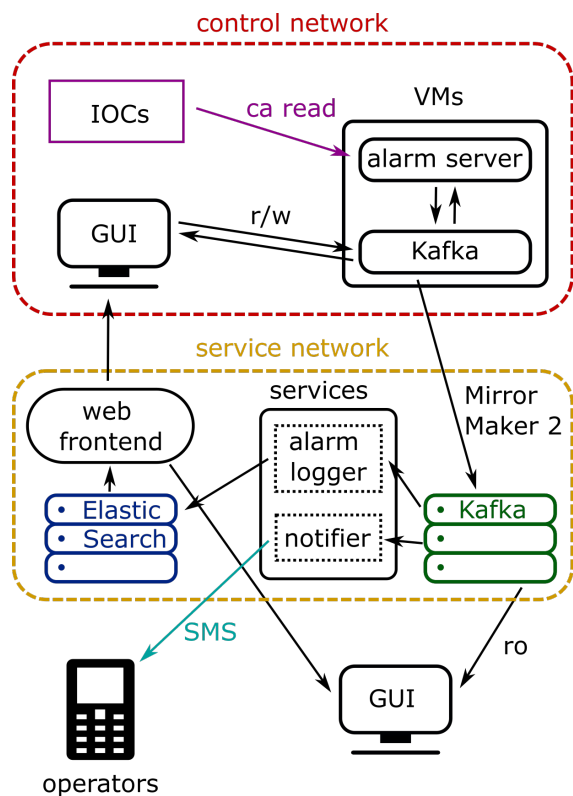 control network
IOCs
ca read
VMs
alarm server
GUI
r/w
Kafka
service network
web
frontend
services
Mirror
Maker 2
alarm
logger
Elastic
Search
notifier
Kafka
SMS
ro
GUI
operators